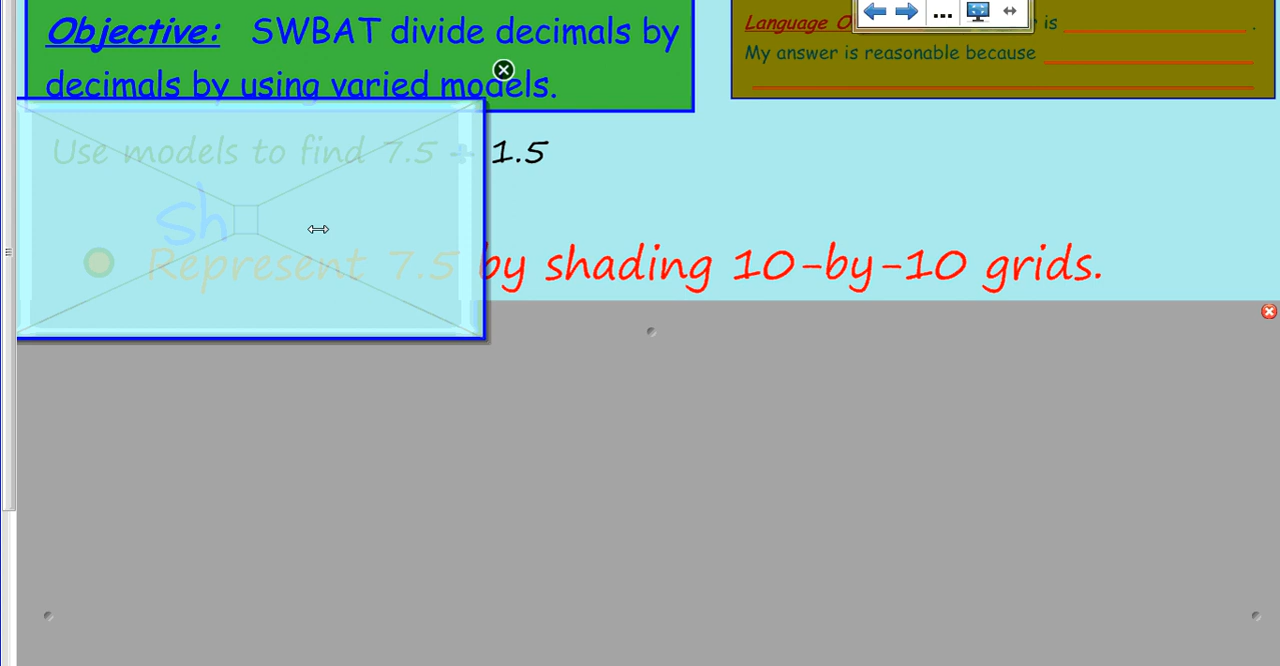 Objective: SWBAT divide decimals by
decimals by using varied models.
Language O is .
My answer is reasonable because
Use models to find 7.5 ÷ 1.5
sh
Represent 7.5 by shading 10-by-10 grids.